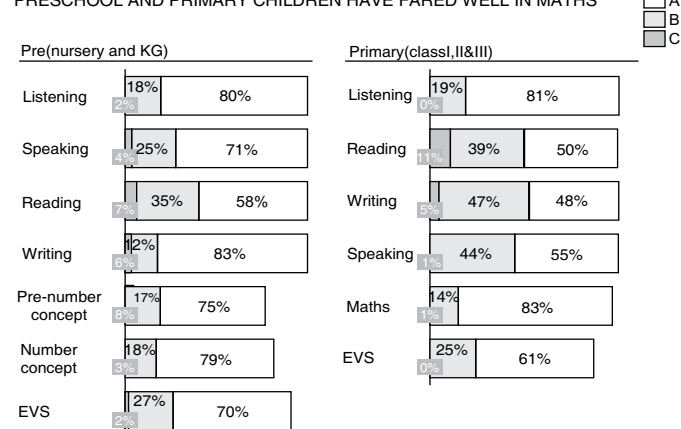 PRESCHOOL AND PRIMARY CHILDREN HAVE FARED WELL IN MATHS
A
B
C
Pre(nursery and KG)
Listening 2% 18% 80%
Speaking 4% 25% 71%
Reading 7% 35% 58%
Writing 6% 12% 83%
Pre-number
concept 8% 17% 75%
Number
concept 3% 18% 79%
EVS 2% 27% 70%
Primary(classI,II&III)
Listening 0% 19% 81%
Reading 11% 39% 50%
Writing 5% 47% 48%
Speaking 1% 44% 55%
Maths 1% 14% 83%
EVS 0% 25% 61%